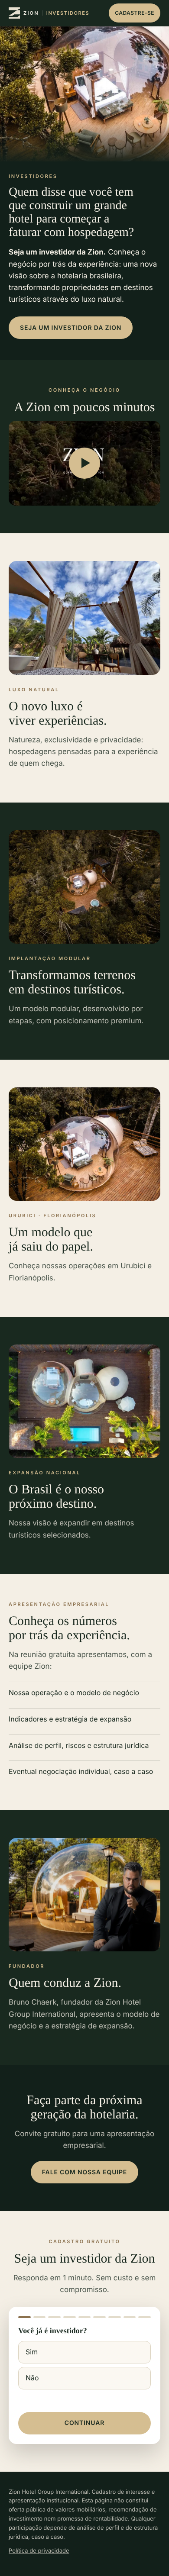 ZION INVESTIDORES CADASTRE-SE
INVESTIDORES
Quem disse que você tem
que construir um grande
hotel para começar a
faturar com hospedagem?
Seja um investidor da Zion. Conheça o
negócio por trás da experiência: uma nova
visão sobre a hotelaria brasileira,
transformando propriedades em destinos
turísticos através do luxo natural.
SEJA UM INVESTIDOR DA ZION
CONHEÇA O NEGÓCIO
A Zion em poucos minutos
ZION
LUXO NATURAL
O novo luxo é
viver experiências.
Natureza, exclusividade e privacidade:
hospedagens pensadas para a experiência
de quem chega.
IMPLANTAÇÃO MODULAR
Transformamos terrenos
em destinos turísticos.
Um modelo modular, desenvolvido por
etapas, com posicionamento premium.
URUBICI · FLORIANÓPOLIS
Um modelo que
já saiu do papel.
Conheça nossas operações em Urubici e
Florianópolis.
EXPANSÃO NACIONAL
O Brasil é o nosso
próximo destino.
Nossa visão é expandir em destinos
turísticos selecionados.
APRESENTAÇÃO EMPRESARIAL
Conheça os números
por trás da experiência.
Na reunião gratuita apresentamos, com a
equipe Zion:
Nossa operação e o modelo de negócio
Indicadores e estratégia de expansão
Análise de perfil, riscos e estrutura jurídica
Eventual negociação individual, caso a caso
FUNDADOR
Quem conduz a Zion.
Bruno Chaerk, fundador da Zion Hotel
Group International, apresenta o modelo de
negócio e a estratégia de expansão.
Faça parte da próxima
geração da hotelaria.
Convite gratuito para uma apresentação
empresarial.
FALE COM NOSSA EQUIPE
CADASTRO GRATUITO
Seja um investidor da Zion
Responda em 1 minuto. Sem custo e sem
compromisso.
Você já é investidor?
Sim
Não
CONTINUAR
Zion Hotel Group International. Cadastro de interesse e
apresentação institucional. Esta página não constitui
oferta pública de valores mobiliários, recomendação de
investimento nem promessa de rentabilidade. Qualquer
participação depende de análise de perfil e de estrutura
jurídica, caso a caso.
Política de privacidade